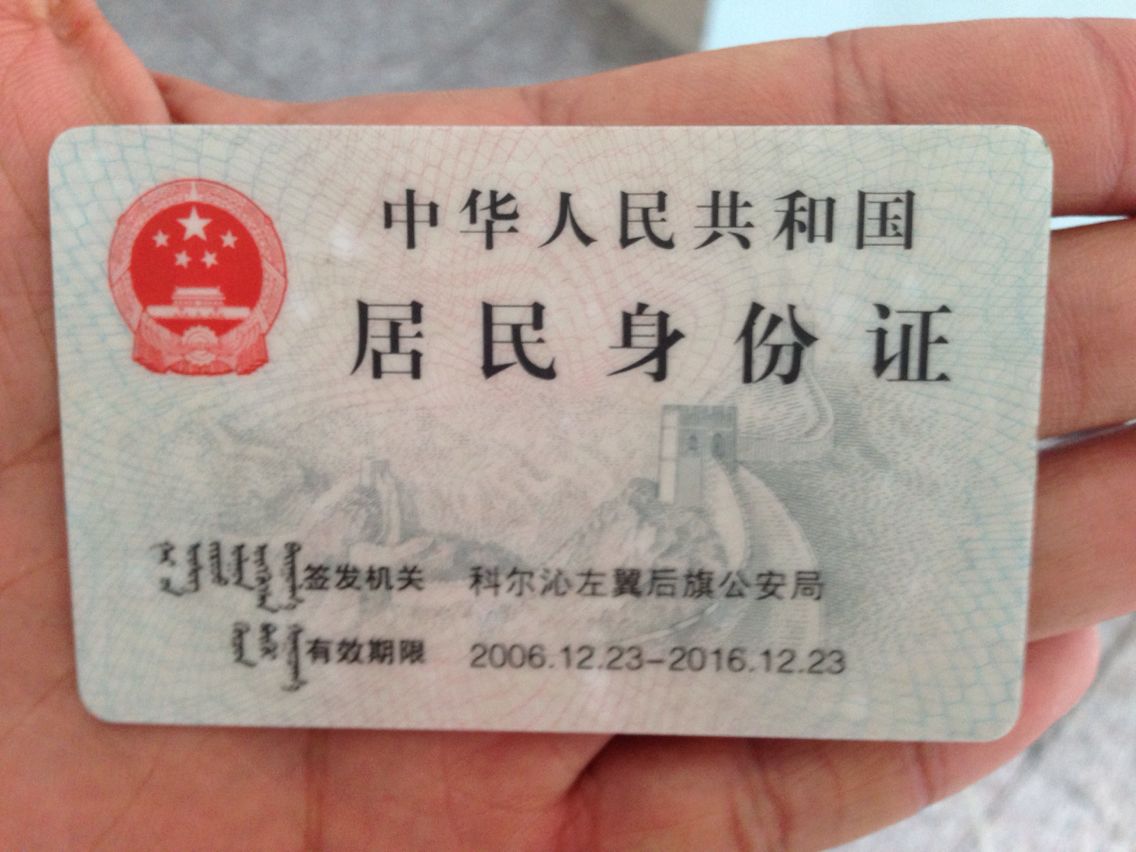 中华人民共和国
居民身份证
签发机关 科尔沁左翼后旗公安局
有效期限 2006.12.23-2016.12.23